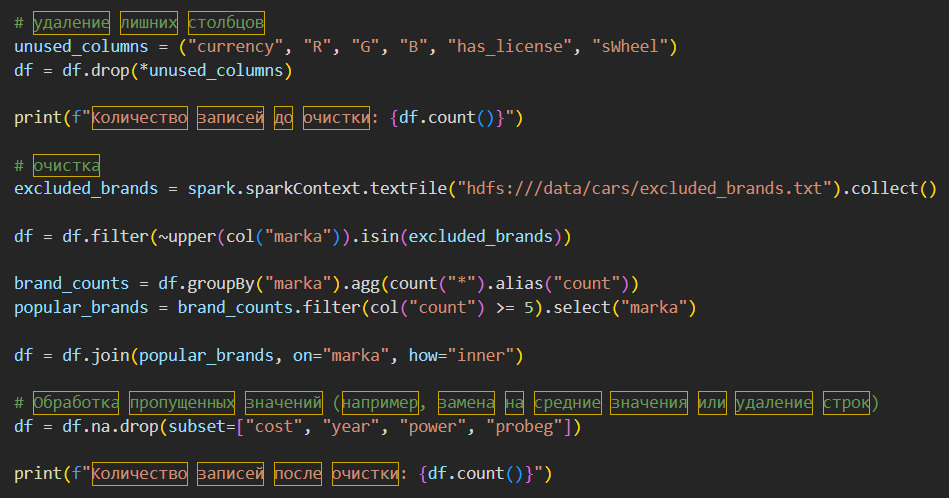 # удаление лишних столбцов
unused_columns = ("currency", "R", "G", "B", "has_license", "sWheel")
df = df.drop(*unused_columns)
print(f"Количество записей до очистки: {df.count()}")
# очистка
excluded_brands = spark.sparkContext.textFile("hdfs:///data/cars/excluded_brands.txt").collect()
df = df.filter(~upper(col("marka")).isin(excluded_brands))
brand_counts = df.groupBy("marka").agg(count("*").alias("count"))
popular_brands = brand_counts.filter(col("count") >= 5).select("marka")
df = df.join(popular_brands, on="marka", how="inner")
# Обработка пропущенных значений (например, замена на средние значения или удаление строк)
df = df.na.drop(subset=["cost", "year", "power", "probeg"])
print(f"Количество записей после очистки: {df.count()}")